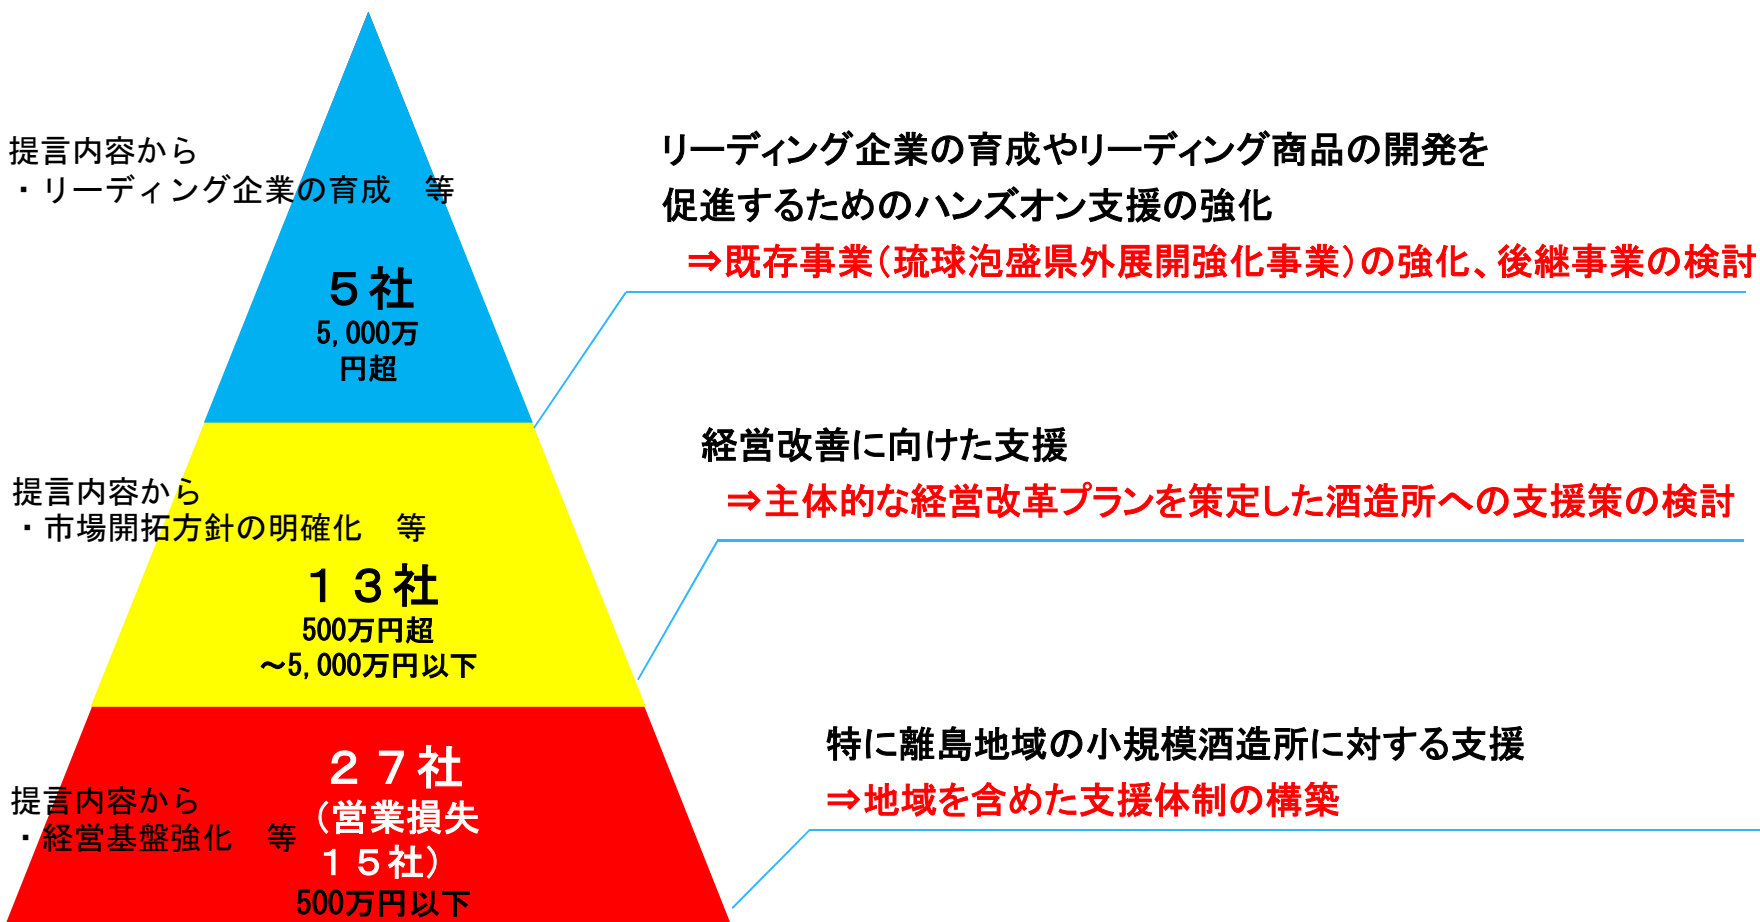 提言内容から
・リーディング企業の育成　等
５社
5,000万
円超
リーディング企業の育成やリーディング商品の開発を
促進するためのハンズオン支援の強化
⇒既存事業（琉球泡盛県外展開強化事業）の強化、後継事業の検討
提言内容から
・市場開拓方針の明確化　等
１３社
500万円超
～5,000万円以下
経営改善に向けた支援
⇒主体的な経営改革プランを策定した酒造所への支援策の検討
提言内容から
・経営基盤強化　等
２７社
（営業損失
１５社）
500万円以下
特に離島地域の小規模酒造所に対する支援
⇒地域を含めた支援体制の構築